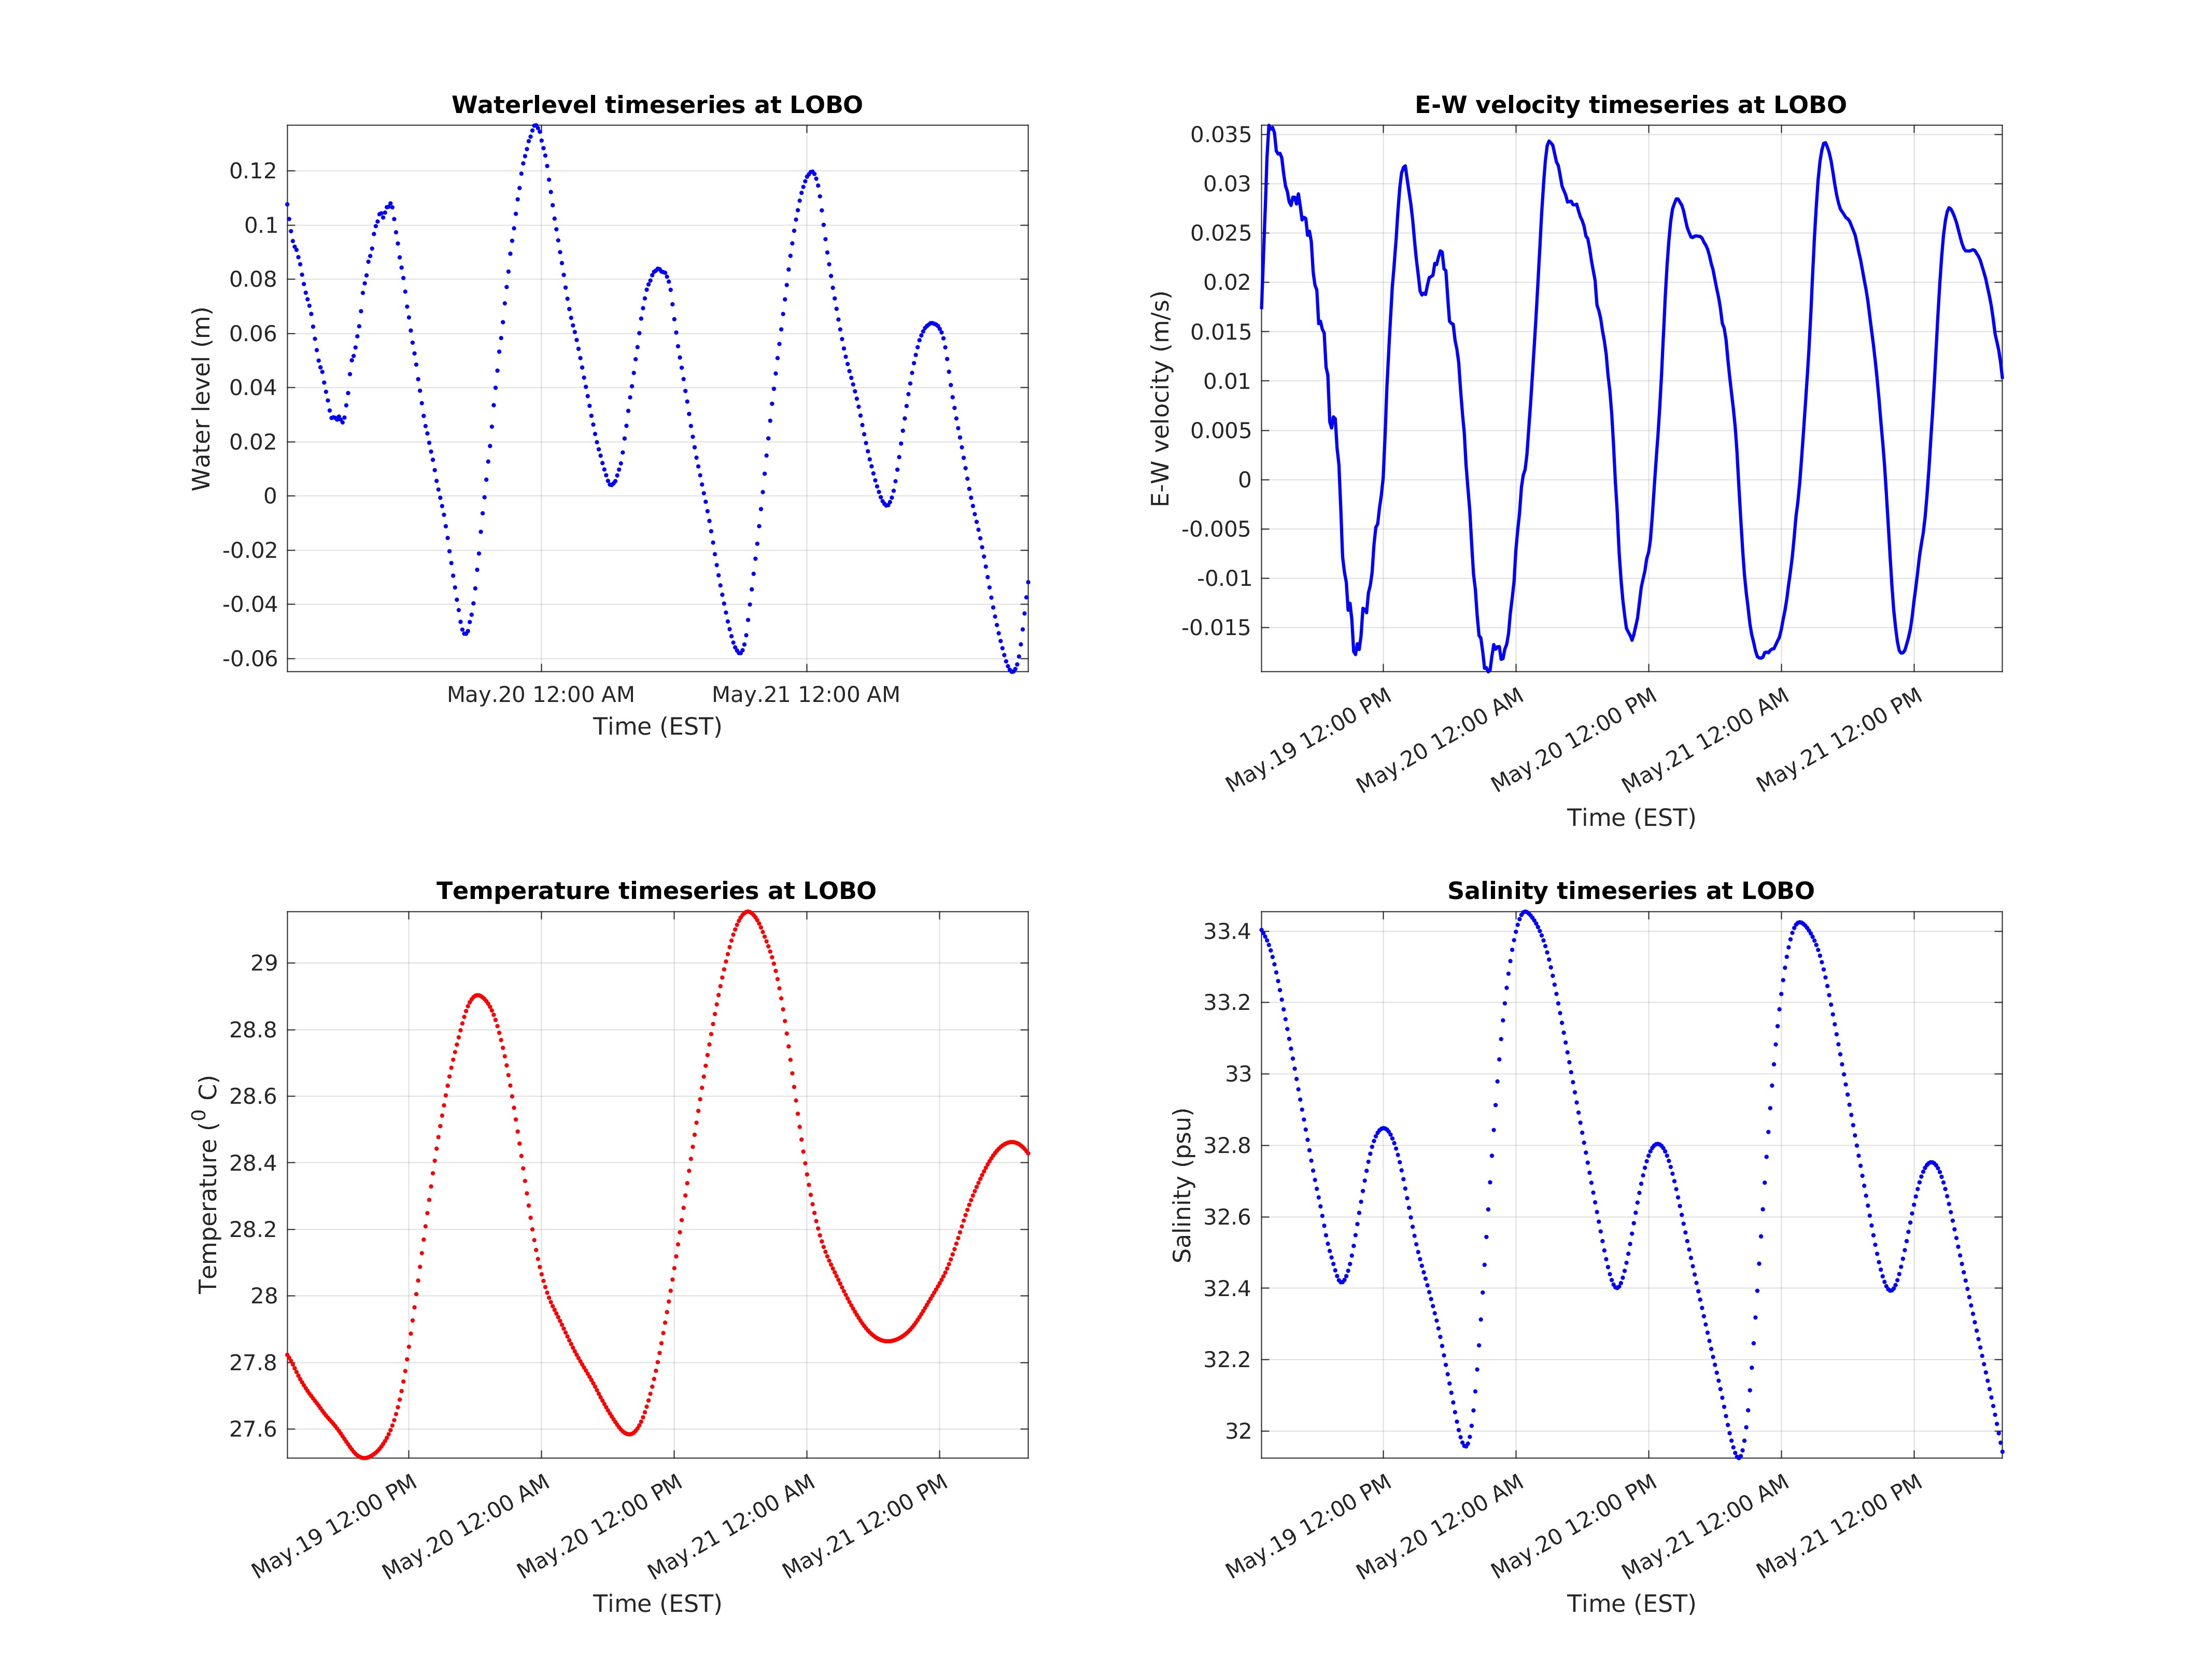 Waterlevel timeseries at LOBO
0.12
0.1
0.08
0.06
0.04
0.02
0
-0.02
-0.04
-0.06
Water level (m)
May.20 12:00 AM
May.21 12:00 AM
Time (EST)
E-W velocity timeseries at LOBO
0.035
0.03
0.025
0.02
0.015
0.01
0.005
0
-0.005
-0.01
-0.015
E-W velocity (m/s)
May.19 12:00 PM
May.20 12:00 AM
May.20 12:00 PM
May.21 12:00 AM
May.21 12:00 PM
Time (EST)
Temperature timeseries at LOBO
29
28.8
28.6
28.4
28.2
28
27.8
27.6
Temperature (⁰ C)
May.19 12:00 PM
May.20 12:00 AM
May.20 12:00 PM
May.21 12:00 AM
May.21 12:00 PM
Time (EST)
Salinity timeseries at LOBO
33.4
33.2
33
32.8
32.6
32.4
32.2
32
Salinity (psu)
May.19 12:00 PM
May.20 12:00 AM
May.20 12:00 PM
May.21 12:00 AM
May.21 12:00 PM
Time (EST)